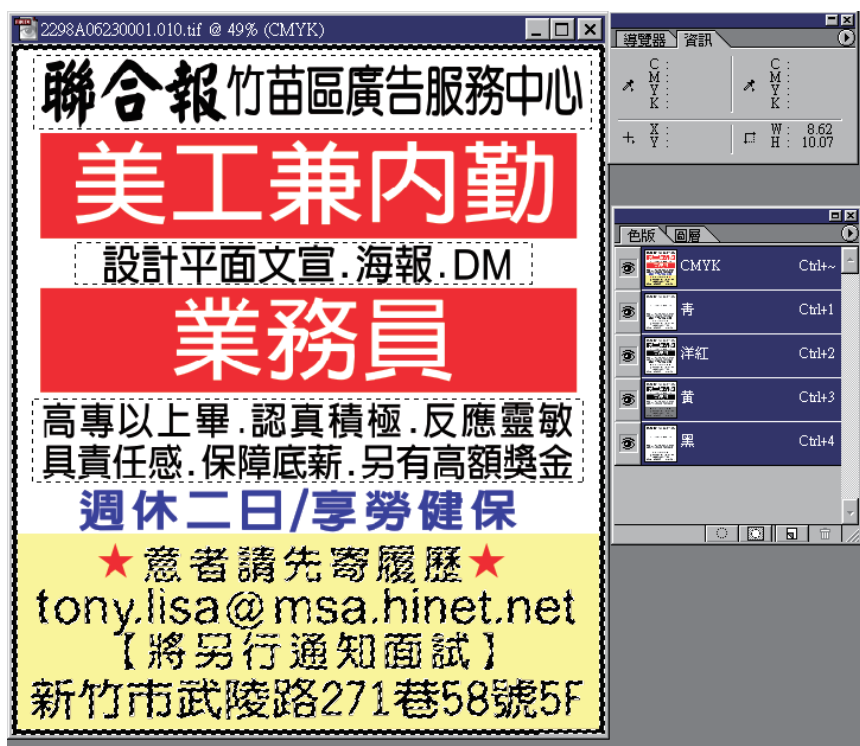 2298A06230001.010.tif @ 49% (CMYK)
聯合報竹苗區廣告服務中心
美工兼内勤
設計平面文宣.海報.DM
業務員
高專以上畢.認真積極.反應靈敏
具責任感.保障底薪.另有高額獎金
週休二日/享勞健保
★意者請先寄履歷★
tony.lisa@msa.hinet.net
【將另行通知面試】
新竹市武陵路271巷58號5F
導覽器 資訊
C : C :
M : M :
Y : Y :
K : K :
X : W : 8.62
Y : H : 10.07
色版 圖層
CMYK Ctrl+~
青 Ctrl+1
洋紅 Ctrl+2
黃 Ctrl+3
黑 Ctrl+4